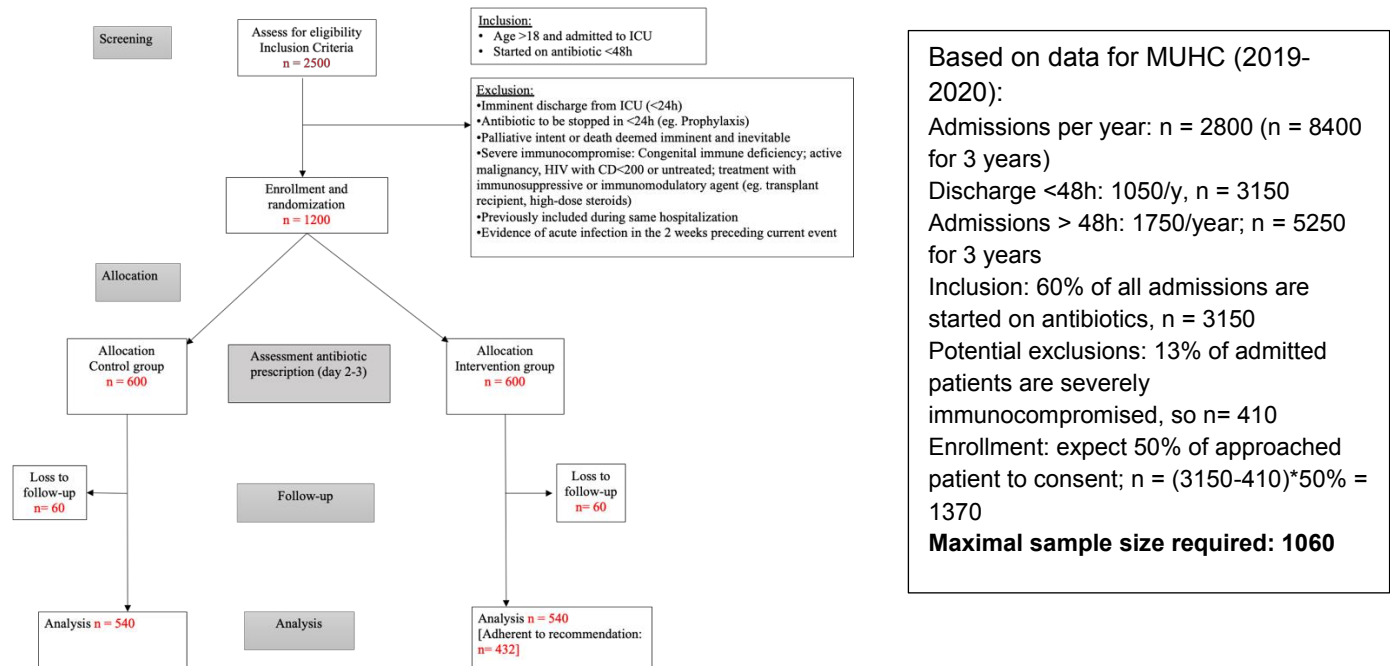 Screening
Assess for eligibility
Inclusion Criteria
n = 2500
Inclusion:
• Age >18 and admitted to ICU
• Started on antibiotic <48h
Exclusion:
•Imminent discharge from ICU (<24h)
•Antibiotic to be stopped in <24h (eg. Prophylaxis)
•Palliative intent or death deemed imminent and inevitable
•Severe immunocompromise: Congenital immune deficiency; active
malignancy, HIV with CD<200 or untreated; treatment with
immunosuppressive or immunomodulatory agent (eg. transplant
recipient, high-dose steroids)
•Previously included during same hospitalization
•Evidence of acute infection in the 2 weeks preceding current event
Enrollment and
randomization
n = 1200
Allocation
Allocation
Control group
n = 600
Assessment antibiotic
prescription (day 2-3)
Allocation
Intervention group
n = 600
Loss to
follow-up
n= 60
Follow-up
Loss to
follow-up
n= 60
Analysis n = 540
Analysis
Analysis n = 540
[Adherent to recommendation:
n= 432]
Based on data for MUHC (2019-
2020):
Admissions per year: n = 2800 (n = 8400
for 3 years)
Discharge <48h: 1050/y, n = 3150
Admissions > 48h: 1750/year; n = 5250
for 3 years
Inclusion: 60% of all admissions are
started on antibiotics, n = 3150
Potential exclusions: 13% of admitted
patients are severely
immunocompromised, so n= 410
Enrollment: expect 50% of approached
patient to consent; n = (3150-410)*50% =
1370
Maximal sample size required: 1060